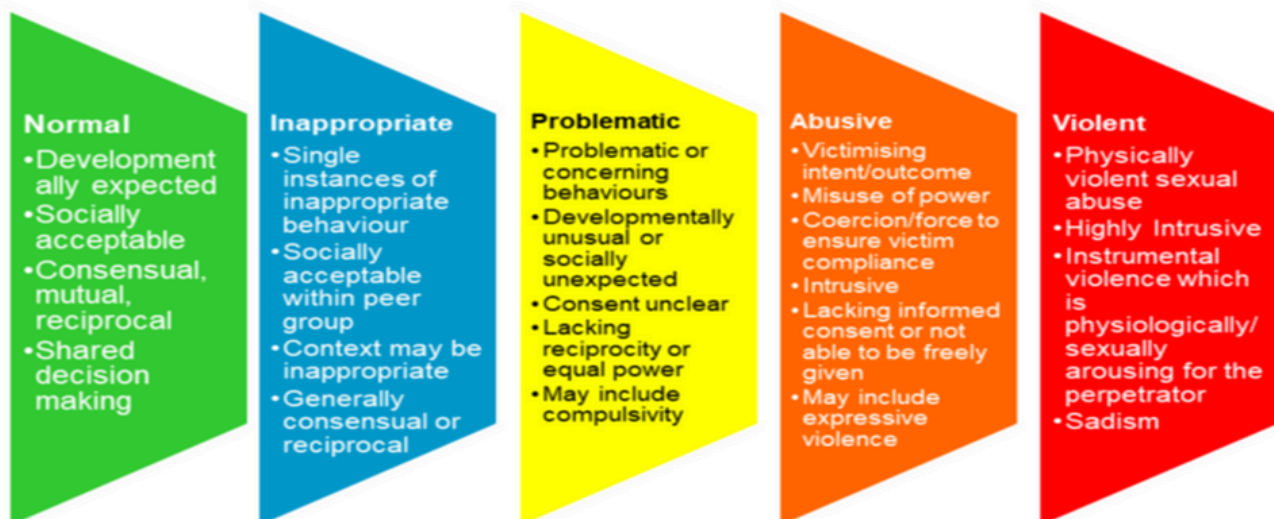 Normal
•Development
ally expected
•Socially
acceptable
•Consensual,
mutual,
reciprocal
•Shared
decision
making
Inappropriate
•Single
instances of
inappropriate
behaviour
•Socially
acceptable
within peer
group
•Context may be
inappropriate
•Generally
consensual or
reciprocal
Problematic
•Problematic or
concerning
behaviours
•Developmentally
unusual or
socially
unexpected
•Consent unclear
•Lacking
reciprocity or
equal power
•May include
compulsivity
Abusive
•Victimising
intent/outcome
•Misuse of power
•Coercion/force to
ensure victim
compliance
•Intrusive
•Lacking informed
consent or not
able to be freely
given
•May include
expressive
violence
Violent
•Physically
violent sexual
abuse
•Highly Intrusive
•Instrumental
violence which
is
physiologically/
sexually
arousing for the
perpetrator
•Sadism